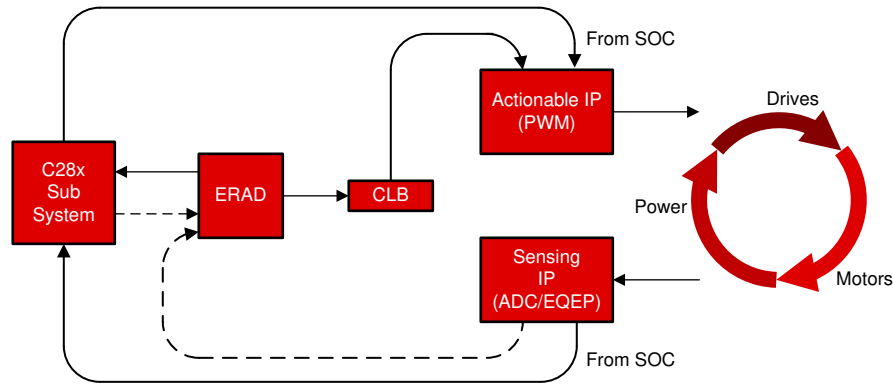 From SOC
Actionable IP
(PWM)
Drives
C28x
Sub
System
ERAD
CLB
Power
Sensing
IP
(ADC/EQEP)
Motors
From SOC